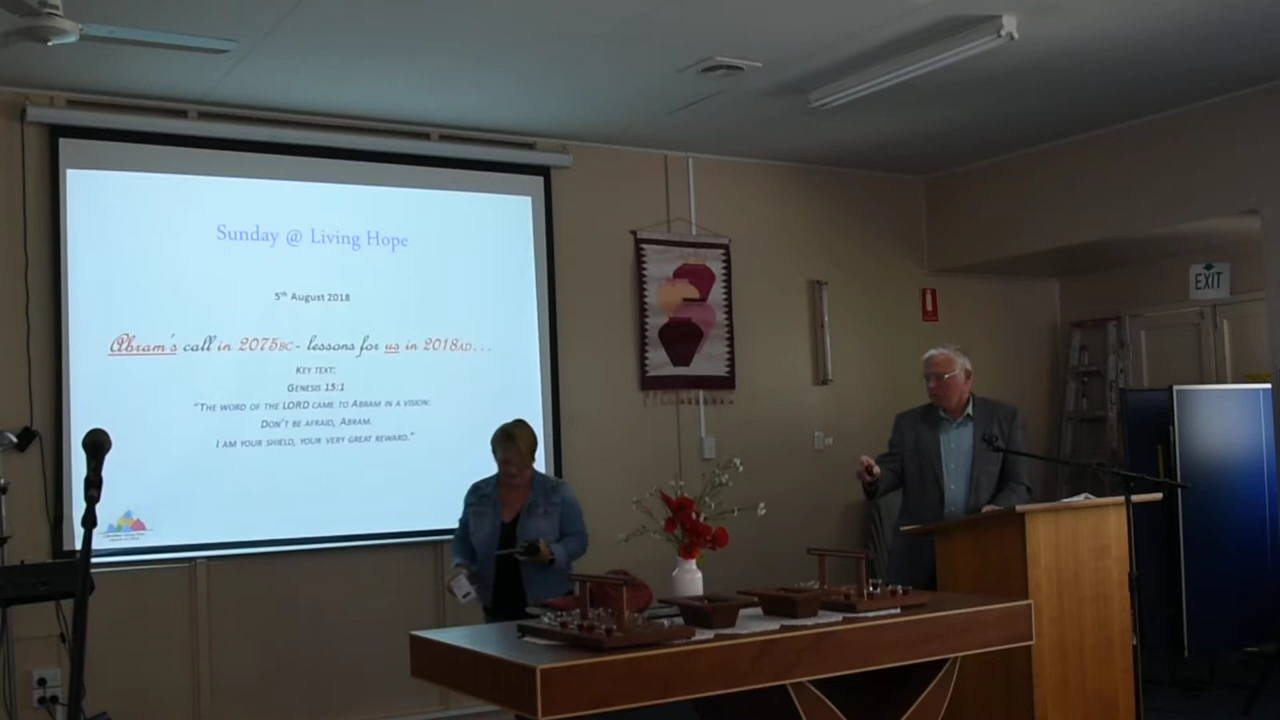 Sunday @ Living Hope
5th August 2018
Abram's call in 2075BC - lessons for us in 2018AD...
KEY TEXT:
GENESIS 15:1
"THE WORD OF THE LORD CAME TO ABRAM IN A VISION:
DON'T BE AFRAID, ABRAM.
I AM YOUR SHIELD, YOUR VERY GREAT REWARD."
EXIT